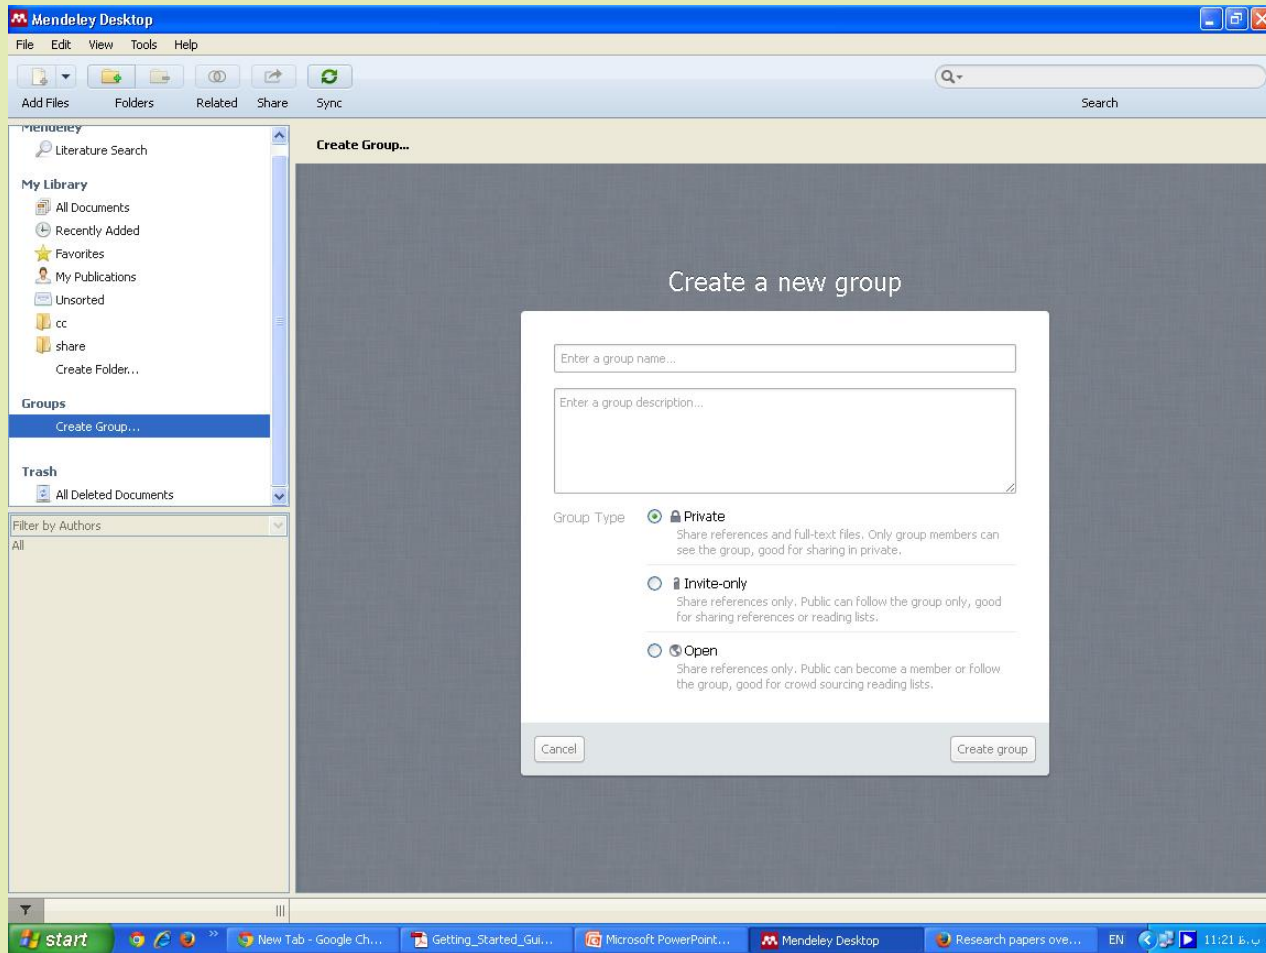 Mendeley Desktop
File Edit View Tools Help
Add Files Folders Related Share Sync Search
Mendeley
Literature Search
My Library
All Documents
Recently Added
Favorites
My Publications
Unsorted
cc
share
Create Folder...
Groups
Create Group...
Trash
All Deleted Documents
Filter by Authors
All
Create Group...
Create a new group
Enter a group name...
Enter a group description...
Group Type
Private
Share references and full-text files. Only group members can
see the group, good for sharing in private.
Invite-only
Share references only. Public can follow the group only, good
for sharing references or reading lists.
Open
Share references only. Public can become a member or follow
the group, good for crowd sourcing reading lists.
Cancel Create group
start New Tab - Google Ch... Getting_Started_Gui... Microsoft PowerPoint... Mendeley Desktop Research papers ove... EN 11:21 ب.ظ